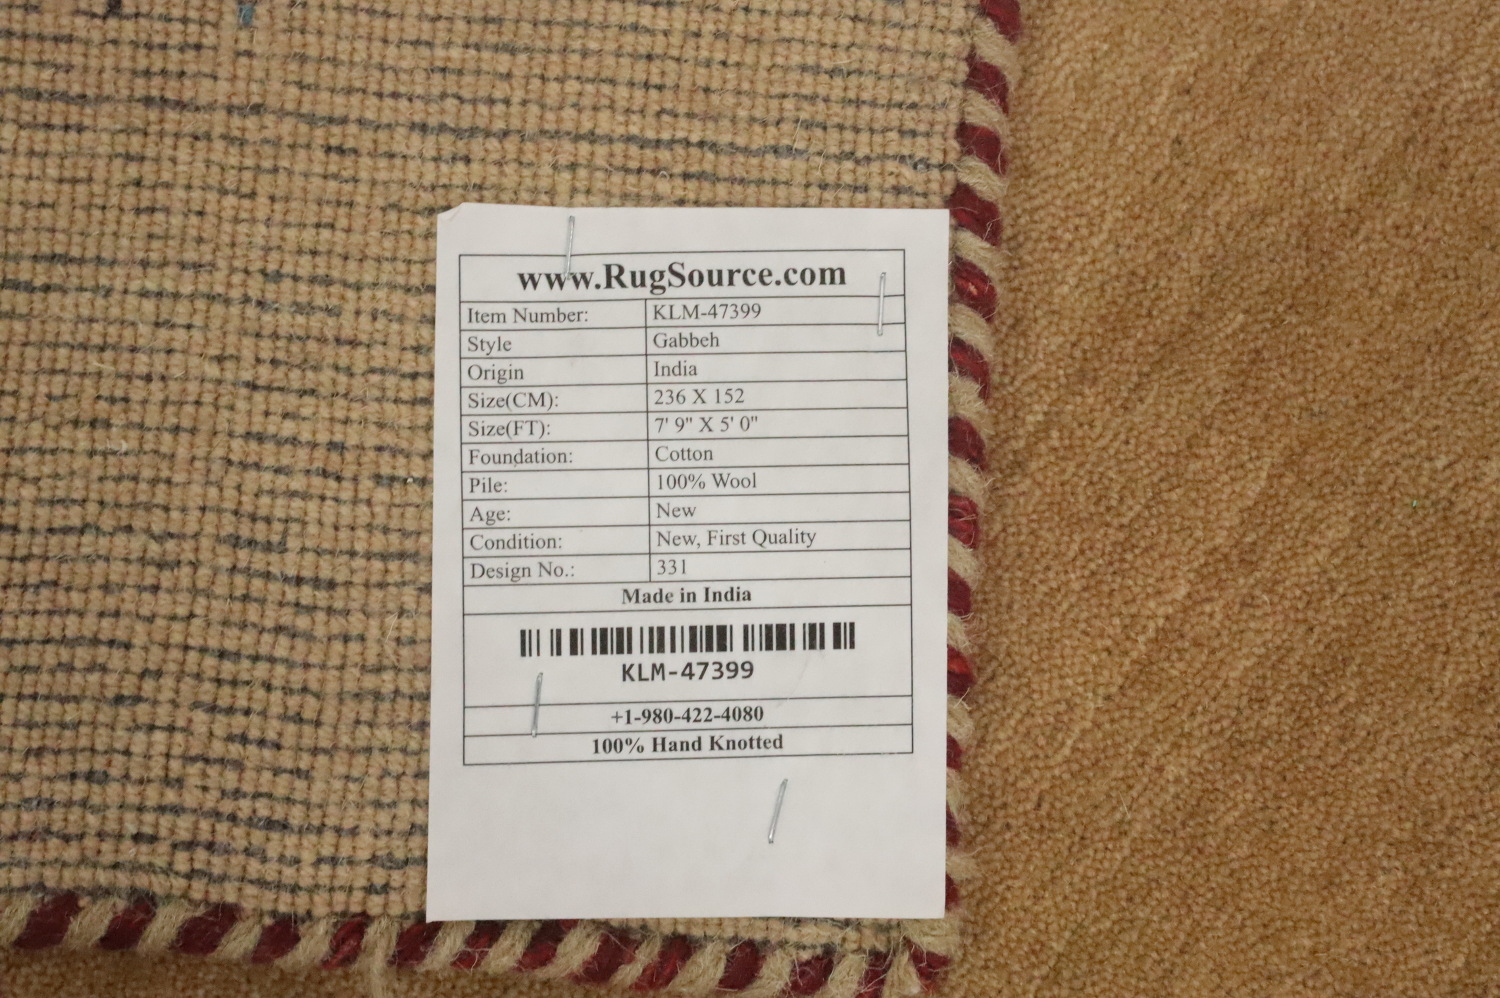 www.RugSource.com
Item Number: KLM-47399
Style Gabbeh
Origin India
Size(CM): 236 X 152
Size(FT): 7' 9" X 5' 0"
Foundation: Cotton
Pile: 100% Wool
Age: New
Condition: New, First Quality
Design No.: 331
Made in India
KLM-47399
+1-980-422-4080
100% Hand Knotted